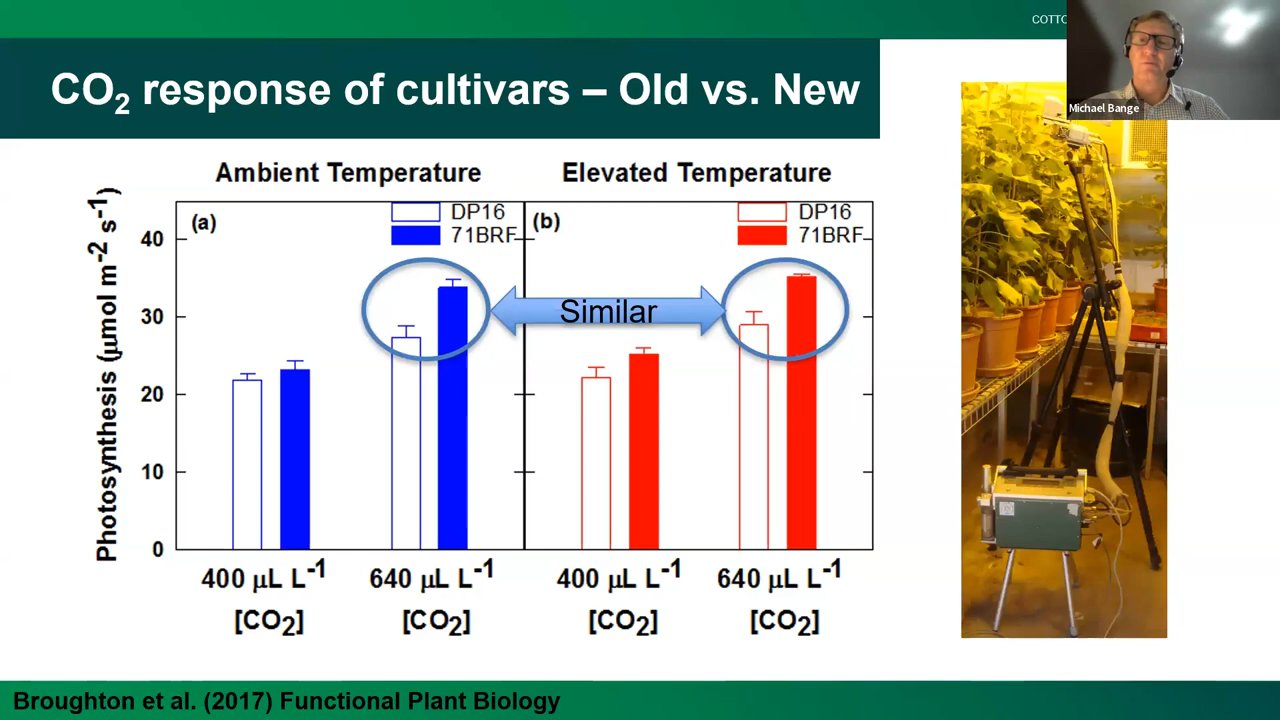 COTTO
Michael Bange
CO₂ response of cultivars – Old vs. New
Ambient Temperature
Elevated Temperature
Photosynthesis (μmol m⁻² s⁻¹)
(a)
DP16
71BRF
(b)
DP16
71BRF
40
30
20
10
0
Similar
400 μL L⁻¹
640 μL L⁻¹
400 μL L⁻¹
640 μL L⁻¹
[CO₂]
[CO₂]
[CO₂]
[CO₂]
Broughton et al. (2017) Functional Plant Biology